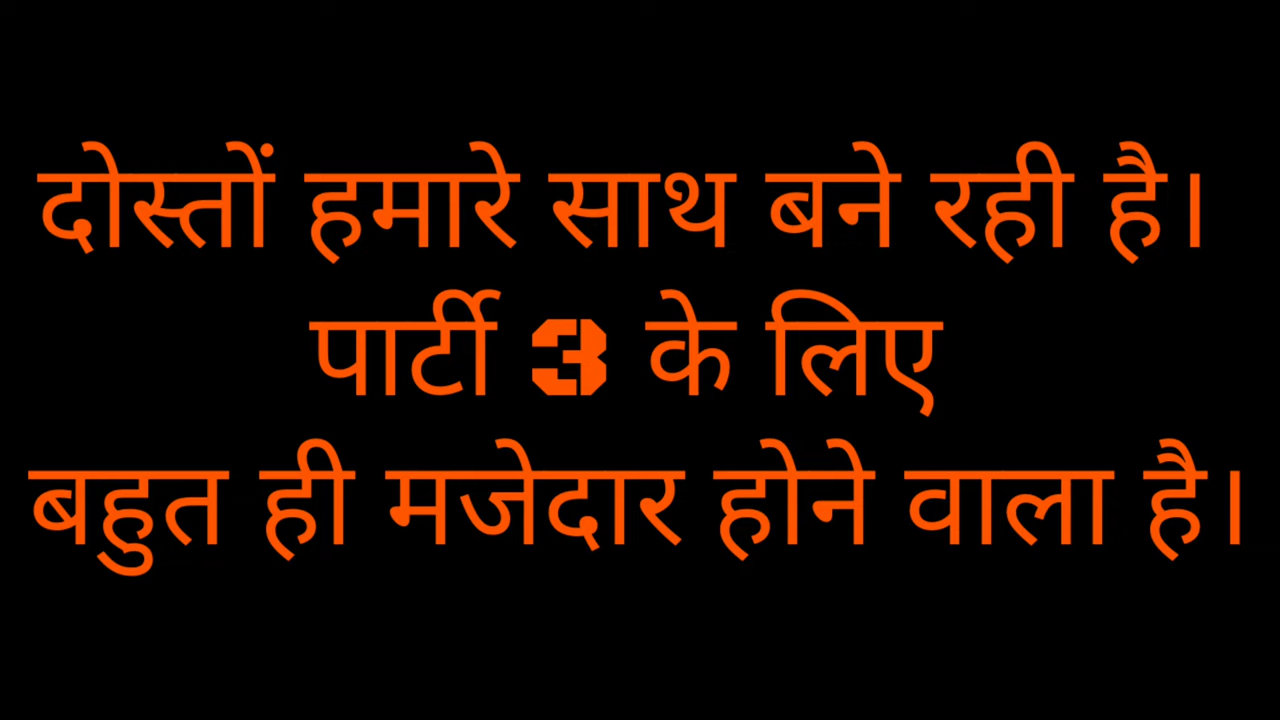 दोस्तों हमारे साथ बने रही है।
पार्टी 3 के लिए
बहुत ही मजेदार होने वाला है।